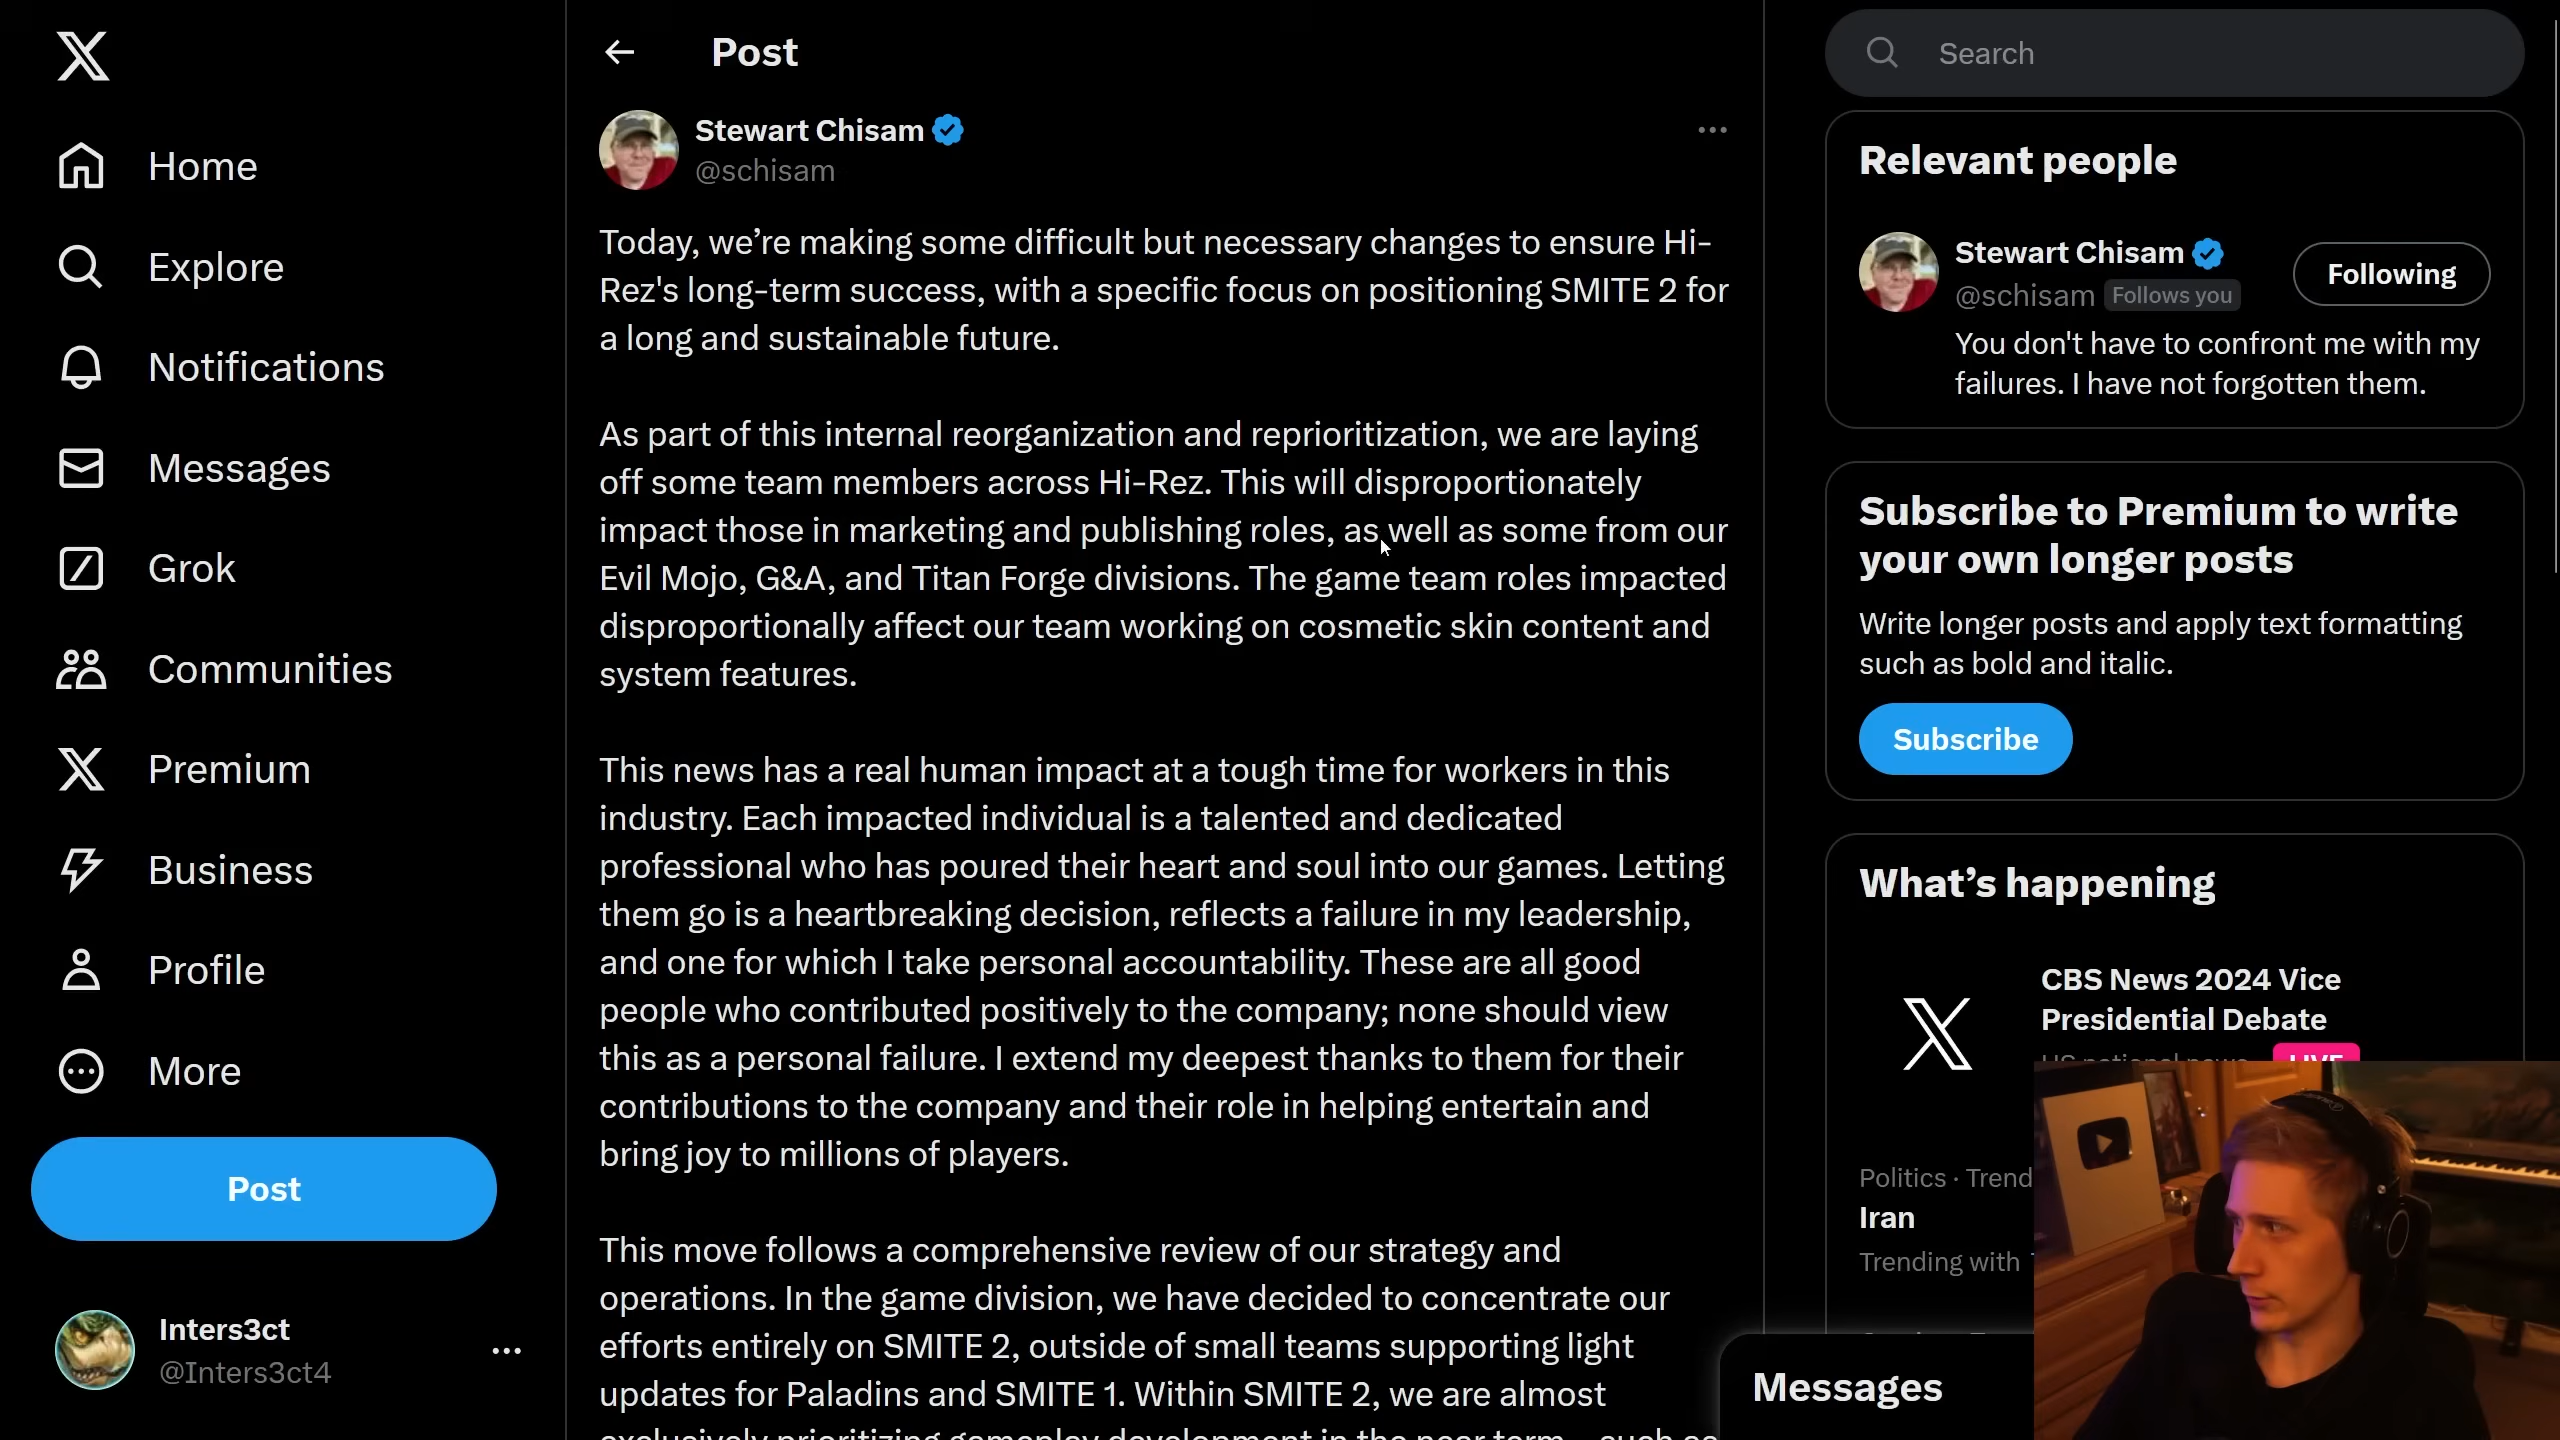 Home
Explore
Notifications
Messages
Grok
Communities
Premium
Business
Profile
More
Post
Inters3ct
@Inters3ct4
Post
Stewart Chisam
@schisam
Today, we’re making some difficult but necessary changes to ensure Hi-
Rez's long-term success, with a specific focus on positioning SMITE 2 for
a long and sustainable future.
As part of this internal reorganization and reprioritization, we are laying
off some team members across Hi-Rez. This will disproportionately
impact those in marketing and publishing roles, as well as some from our
Evil Mojo, G&A, and Titan Forge divisions. The game team roles impacted
disproportionally affect our team working on cosmetic skin content and
system features.
This news has a real human impact at a tough time for workers in this
industry. Each impacted individual is a talented and dedicated
professional who has poured their heart and soul into our games. Letting
them go is a heartbreaking decision, reflects a failure in my leadership,
and one for which I take personal accountability. These are all good
people who contributed positively to the company; none should view
this as a personal failure. I extend my deepest thanks to them for their
contributions to the company and their role in helping entertain and
bring joy to millions of players.
This move follows a comprehensive review of our strategy and
operations. In the game division, we have decided to concentrate our
efforts entirely on SMITE 2, outside of small teams supporting light
updates for Paladins and SMITE 1. Within SMITE 2, we are almost
exclusively prioritizing gameplay development in the near term
Search
Relevant people
Stewart Chisam
@schisam Follows you
Following
You don't have to confront me with my
failures. I have not forgotten them.
Subscribe to Premium to write
your own longer posts
Write longer posts and apply text formatting
such as bold and italic.
Subscribe
What’s happening
CBS News 2024 Vice
Presidential Debate
US national news LIVE
Politics · Trend
Iran
Trending with
Messages